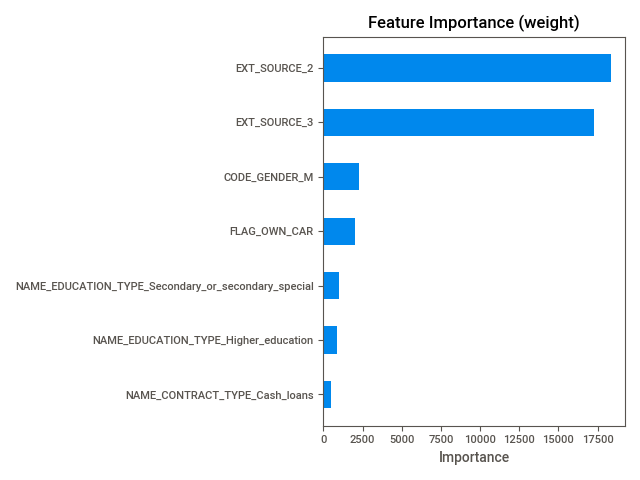 Feature Importance (weight)
EXT_SOURCE_2
EXT_SOURCE_3
CODE_GENDER_M
FLAG_OWN_CAR
NAME_EDUCATION_TYPE_Secondary_or_secondary_special
NAME_EDUCATION_TYPE_Higher_education
NAME_CONTRACT_TYPE_Cash_loans
0 2500 5000 7500 10000 12500 15000 17500
Importance